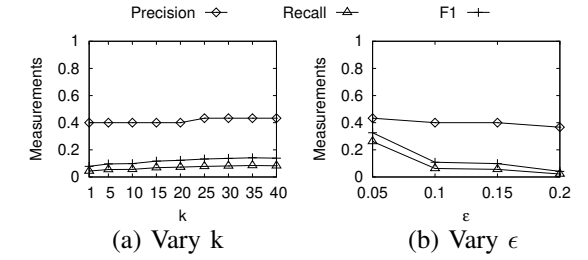 Precision Recall F1
Measurements
1
0.8
0.6
0.4
0.2
0
1 5 10 15 20 25 30 35 40
k
(a) Vary k
Measurements
1
0.8
0.6
0.4
0.2
0
0.05 0.1 0.15 0.2
ε
(b) Vary ϵ